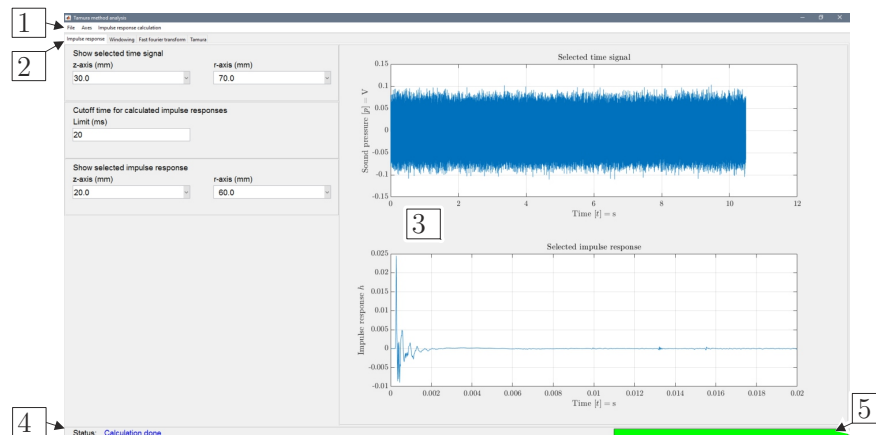 1
Tamura method analysis
File Axes Impulse response calculation
2
Impulse response Windowing Fast fourier transform Tamura
Show selected time signal
z-axis (mm) r-axis (mm)
30.0 70.0
Cutoff time for calculated impulse responses
Limit (ms)
20
Show selected impulse response
z-axis (mm) r-axis (mm)
20.0 60.0
Selected time signal
Sound pressure [p] = V
0.15
0.1
0.05
0
-0.05
-0.1
-0.15
0 2 4 6 8 10 12
Time [t] = s
3
Selected impulse response
Impulse response h
0.025
0.02
0.015
0.01
0.005
0
-0.005
-0.01
0 0.002 0.004 0.006 0.008 0.01 0.012 0.014 0.016 0.018 0.02
Time [t] = s
4
Status: Calculation done
5